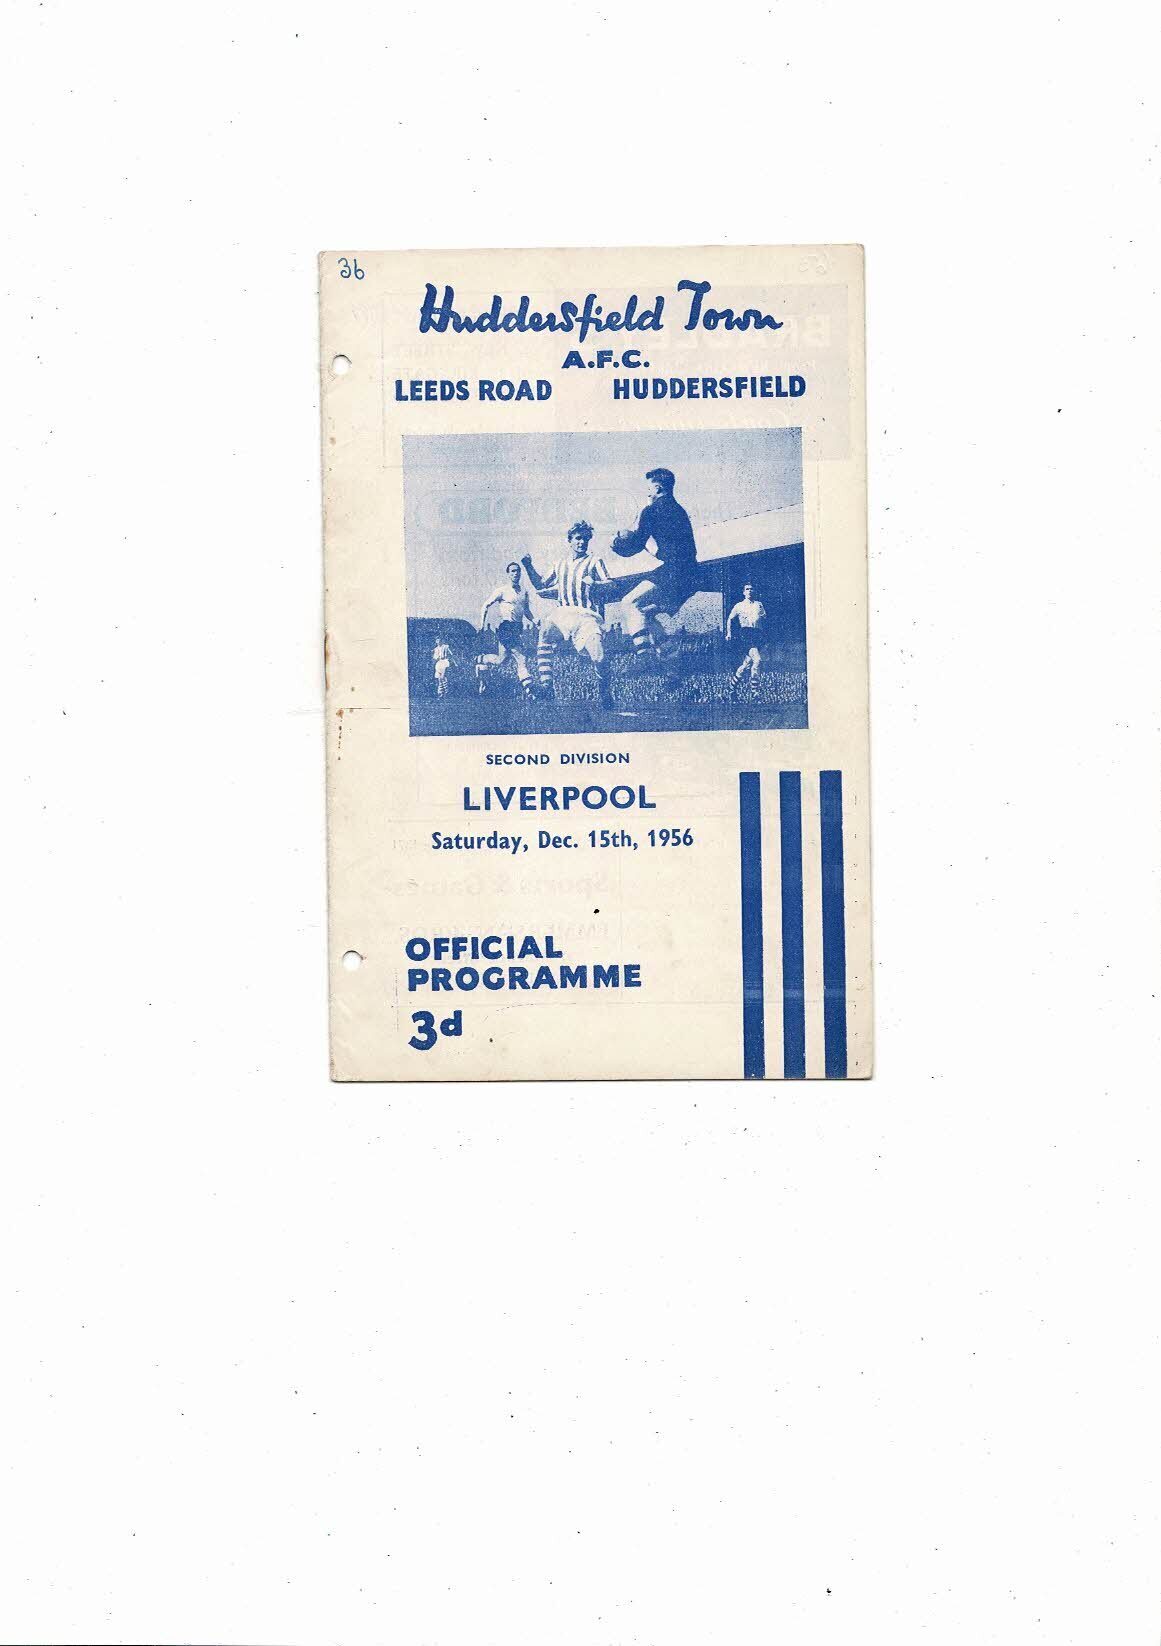 36
Huddersfield Town
A.F.C.
LEEDS ROAD HUDDERSFIELD
SECOND DIVISION
LIVERPOOL
Saturday, Dec. 15th, 1956
OFFICIAL
PROGRAMME
3d